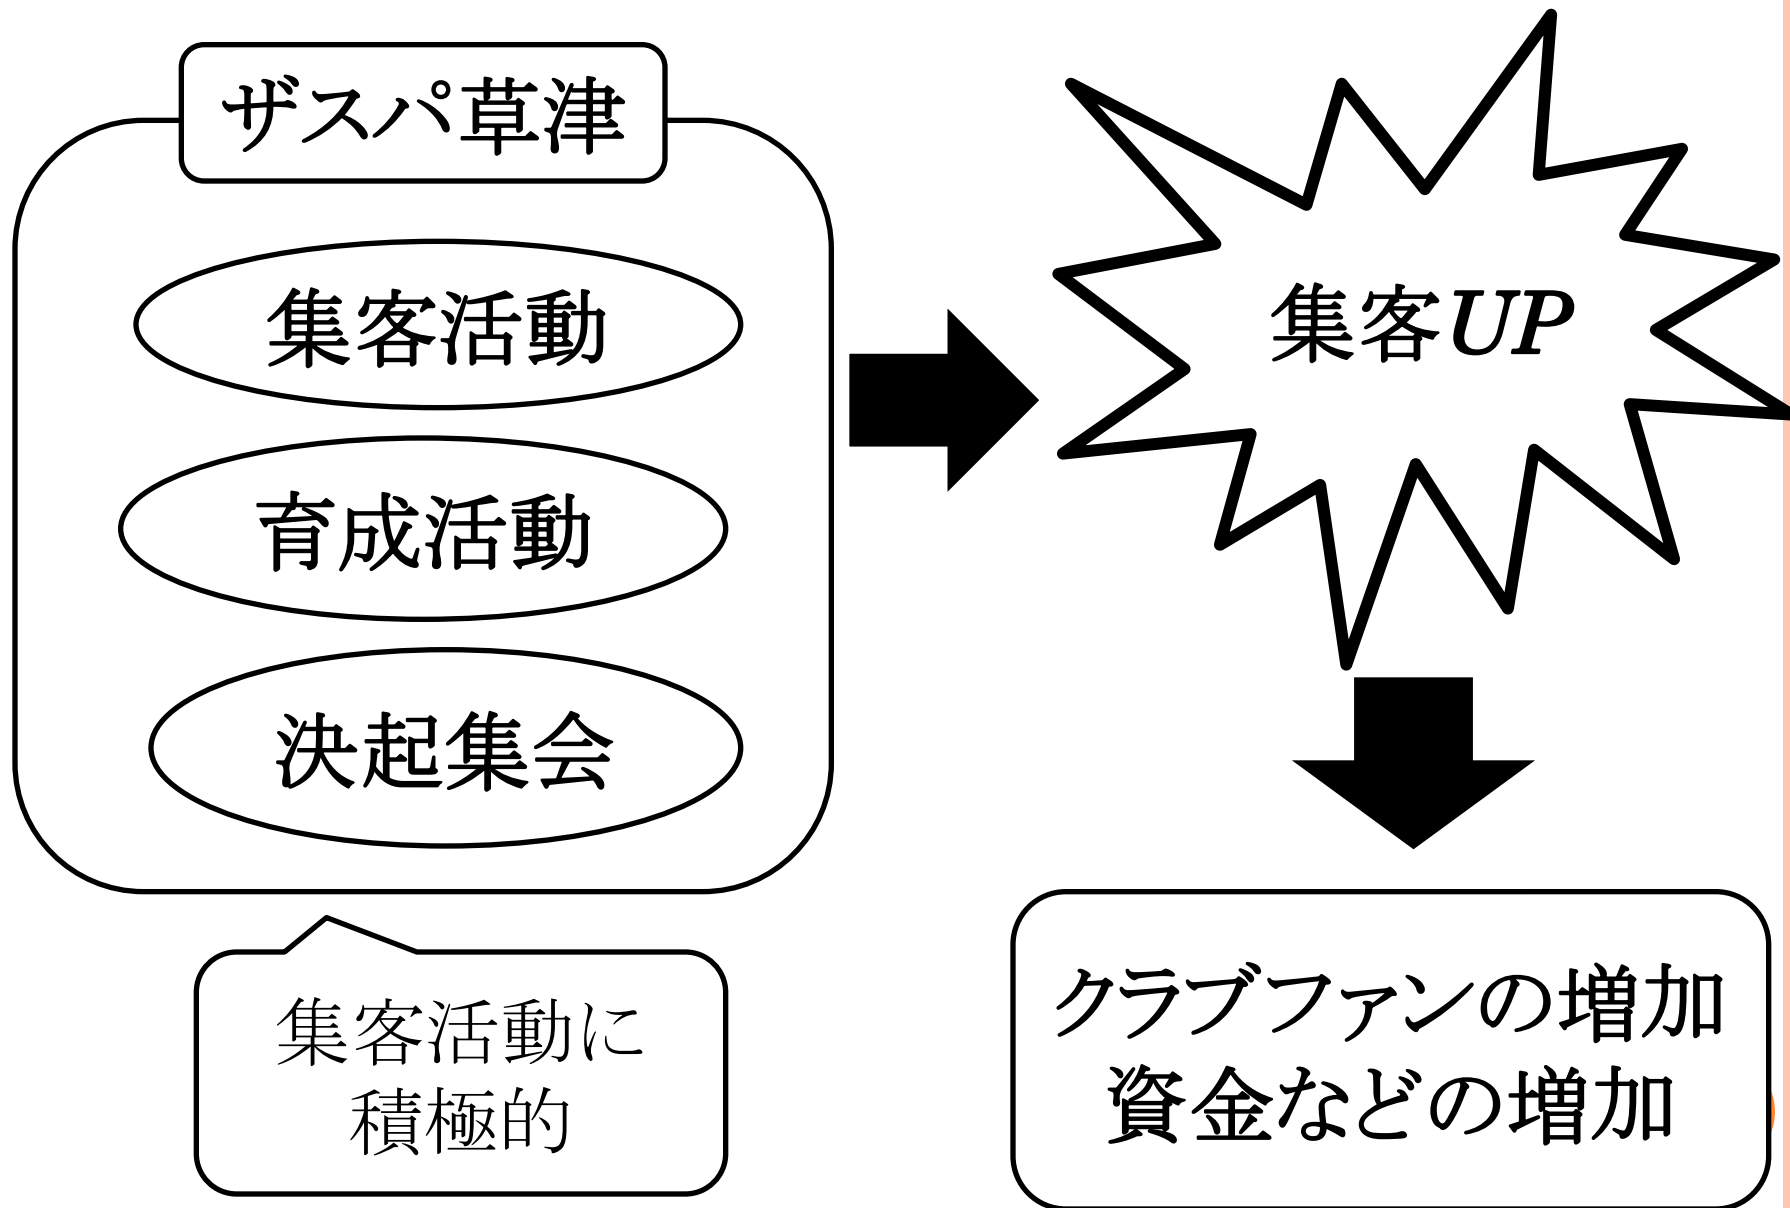 ザスパ草津
集客活動
育成活動
決起集会
集客活動に
積極的
集客UP
クラブファンの増加
資金などの増加